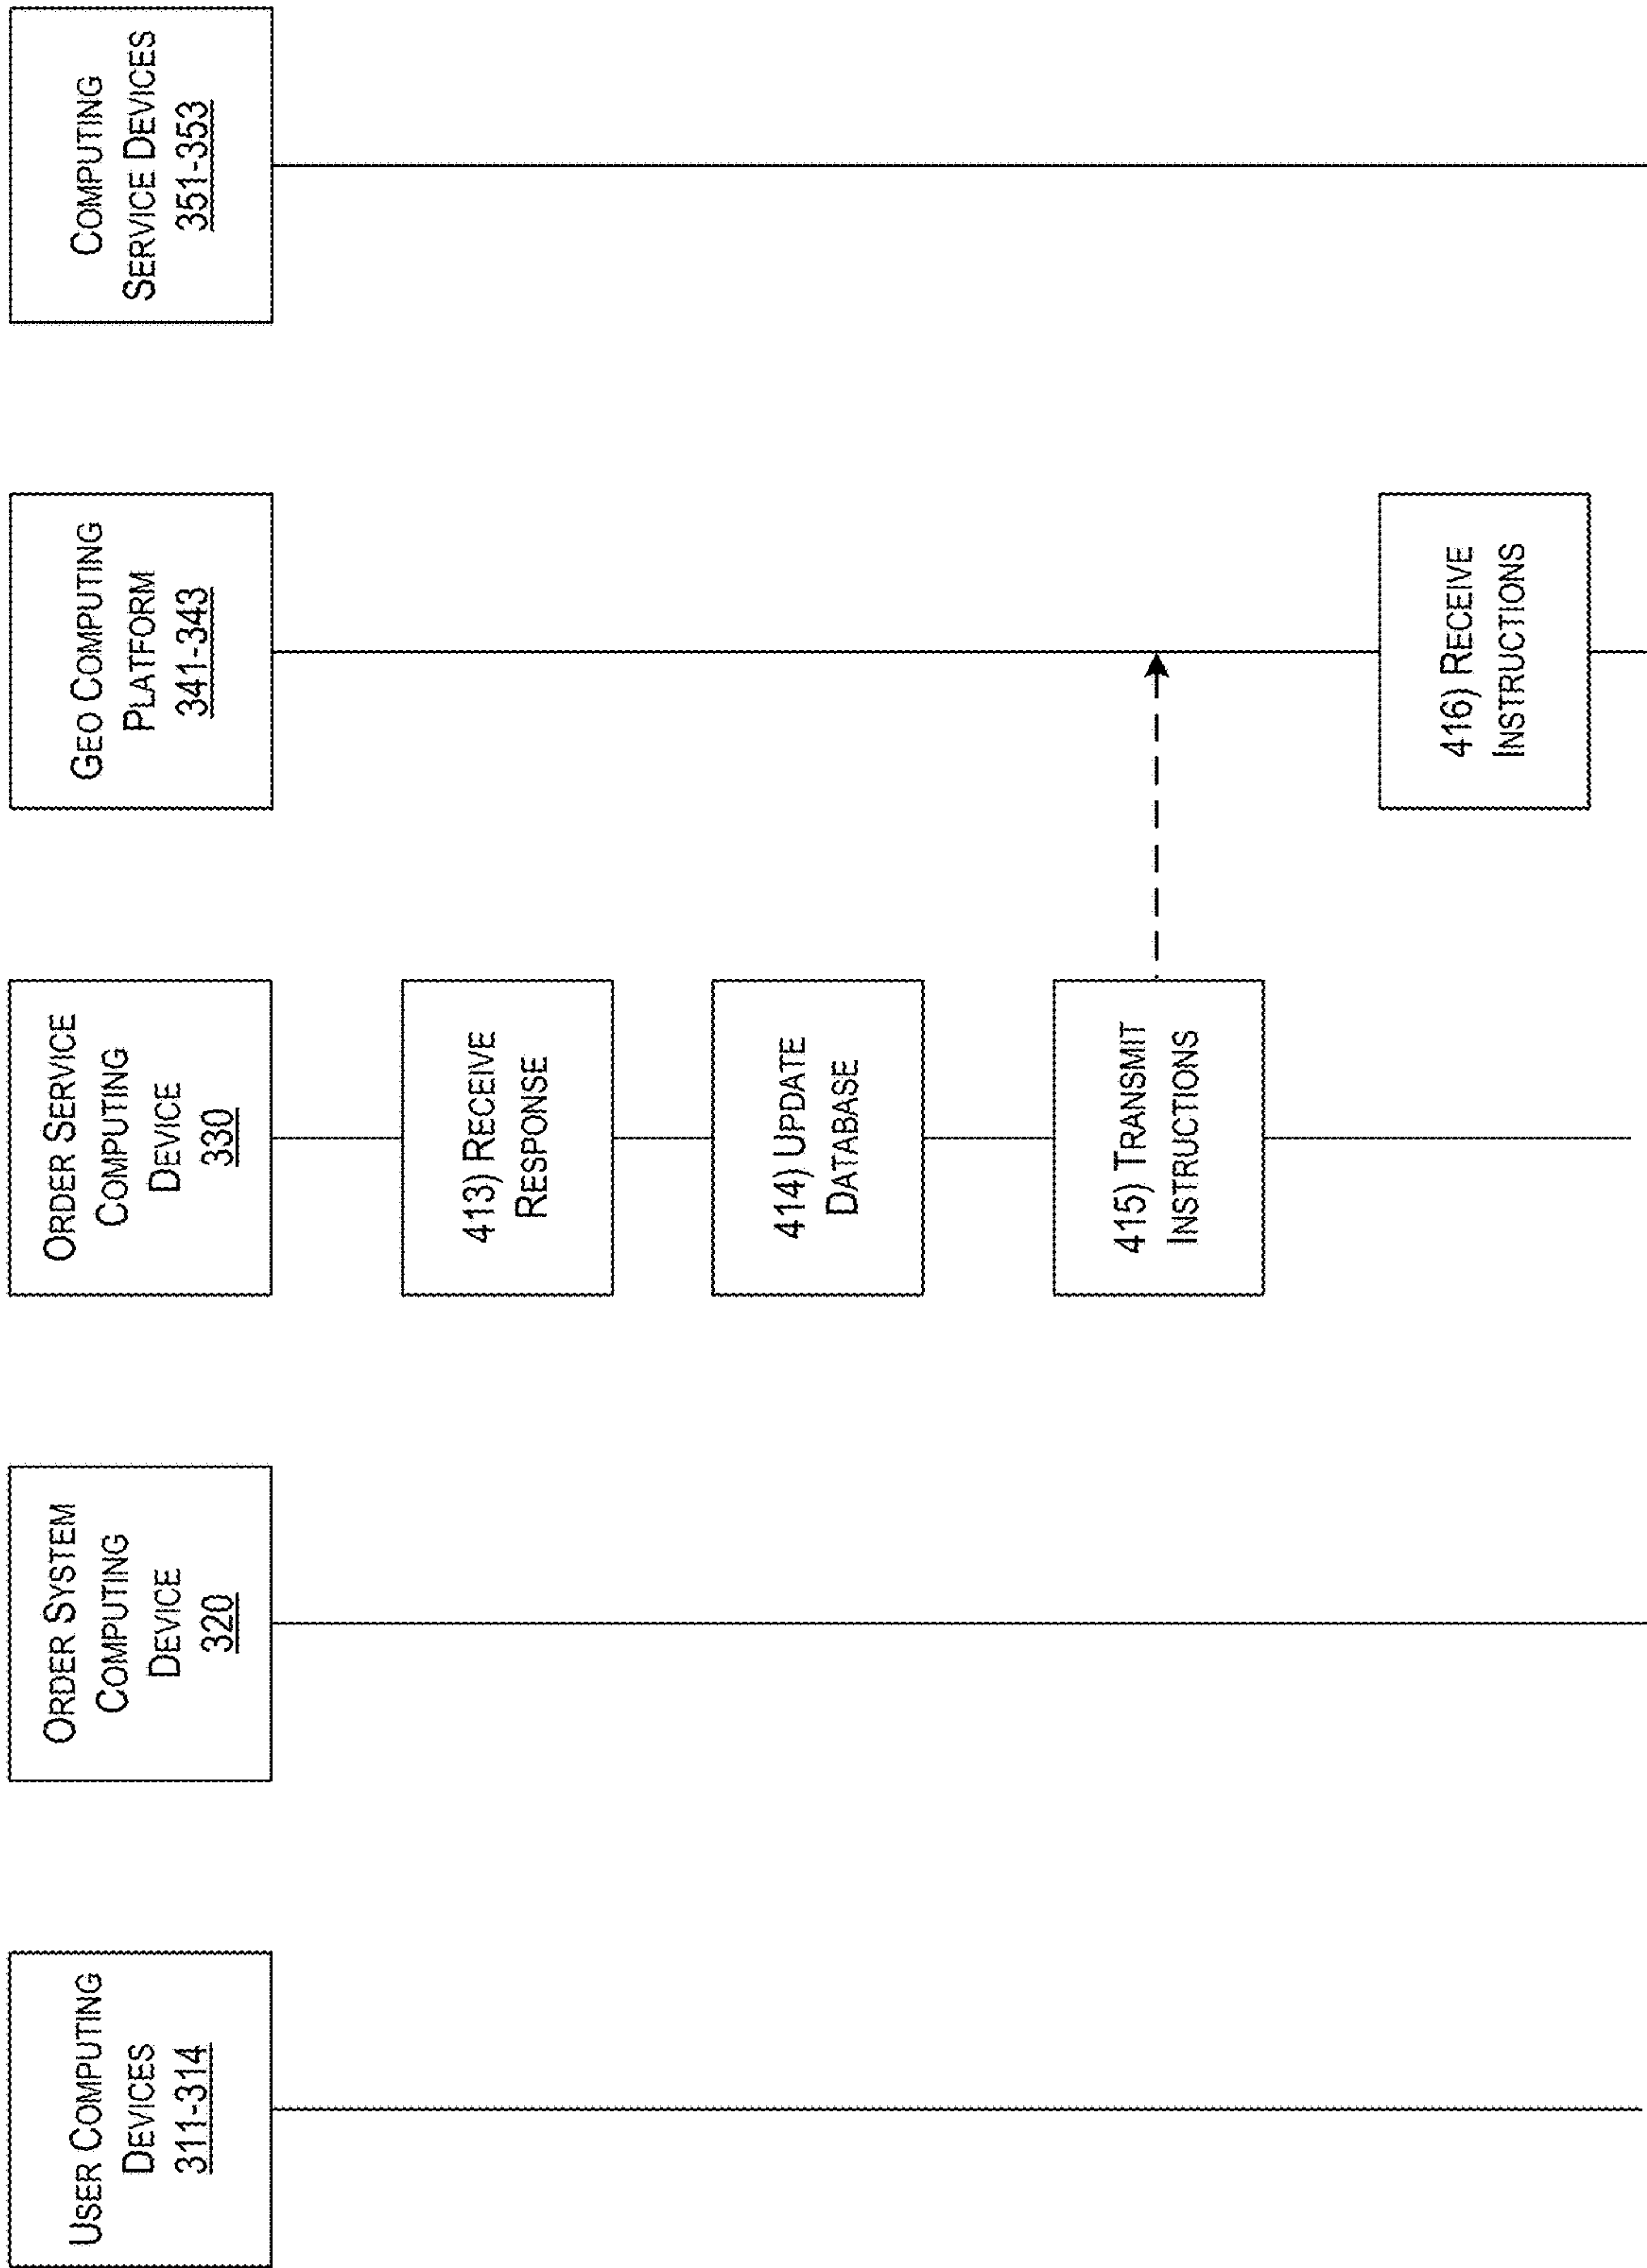 USER COMPUTING
DEVICES
311-314
ORDER SYSTEM
COMPUTING
DEVICE
320
ORDER SERVICE
COMPUTING
DEVICE
330
GEO COMPUTING
PLATFORM
341-343
COMPUTING
SERVICE DEVICES
351-353
413) RECEIVE
RESPONSE
414) UPDATE
DATABASE
415) TRANSMIT
INSTRUCTIONS
416) RECEIVE
INSTRUCTIONS